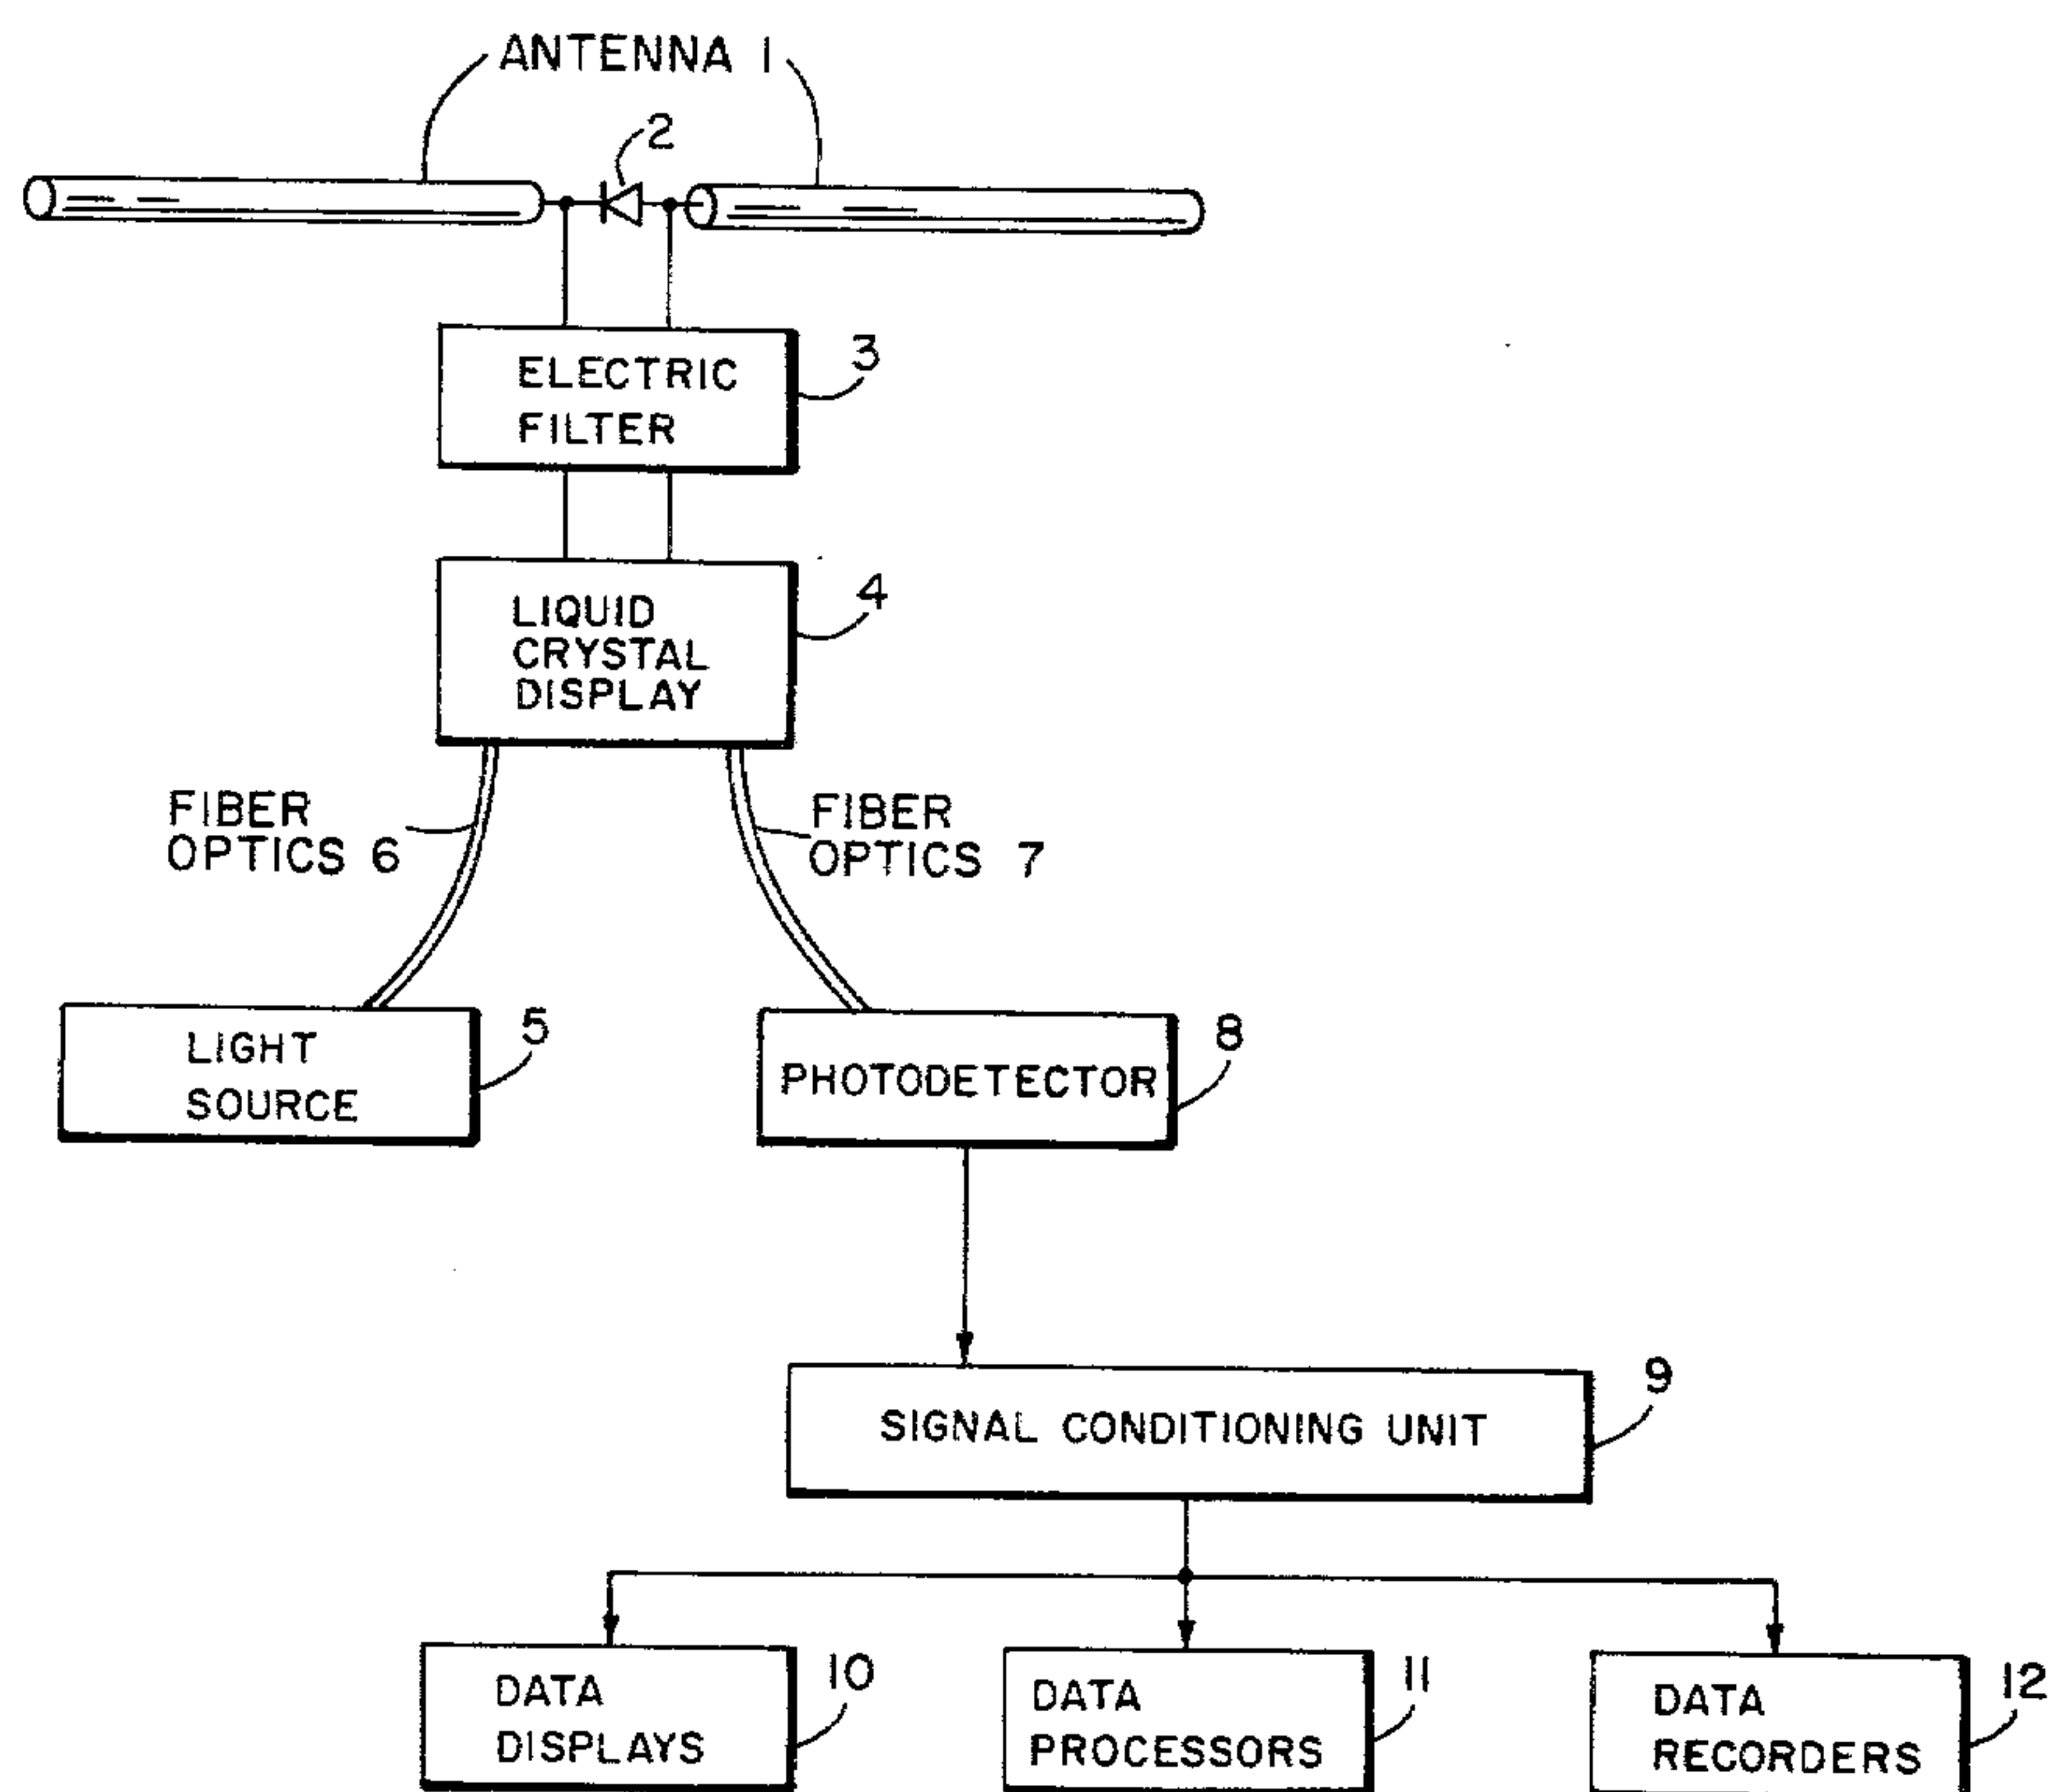 ANTENNA 1
2
ELECTRIC
FILTER
3
LIQUID
CRYSTAL
DISPLAY
4
FIBER
OPTICS 6
FIBER
OPTICS 7
LIGHT
SOURCE
5
PHOTODETECTOR
8
SIGNAL CONDITIONING UNIT
9
DATA
DISPLAYS
10
DATA
PROCESSORS
11
DATA
RECORDERS
12